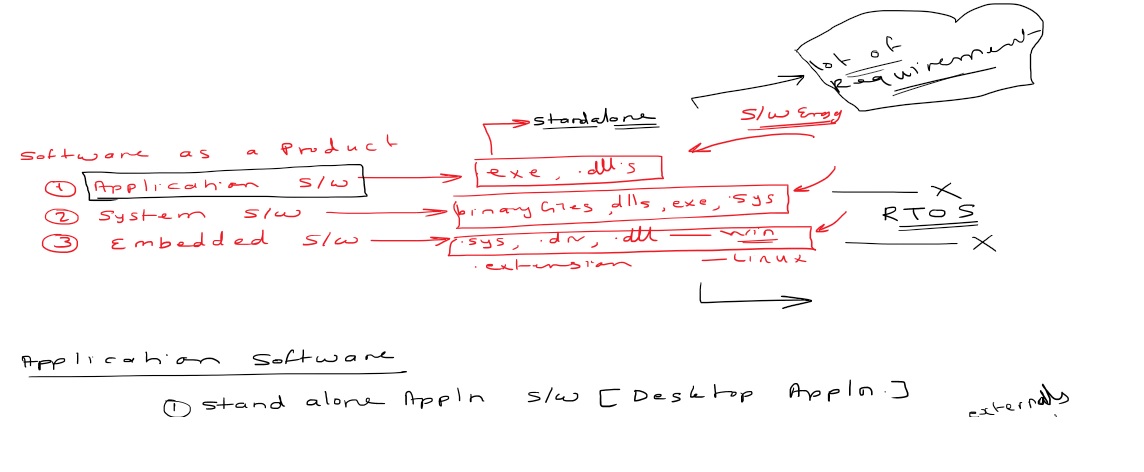 lot of
requirement
standalone
S/w Engg
Software as a Product
① Application S/W
exe, .dll's
② System S/W
binary files, dlls, exe, .sys
X
RTOS
③ Embedded S/W
.sys, .drv, .dll — win
X
.extension
— Linux
Application Software
① Stand alone Appln S/W [Desktop Appln.]